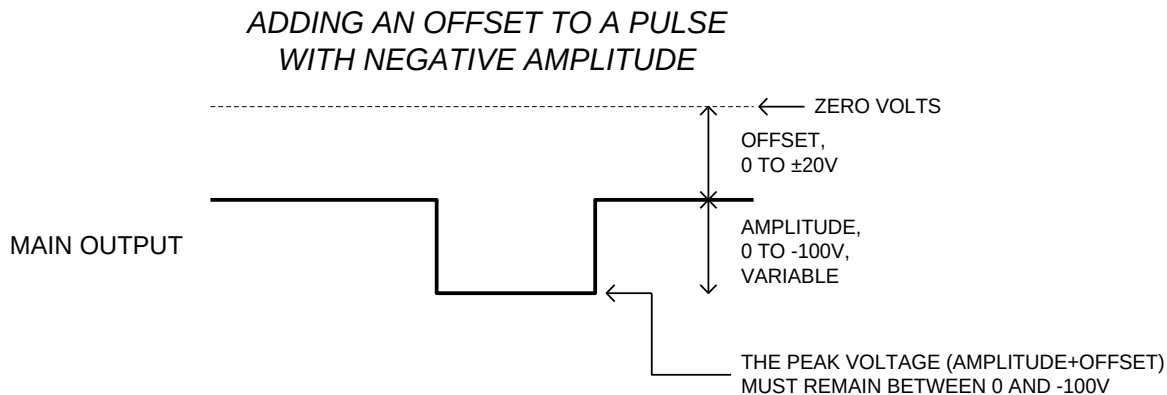 ADDING AN OFFSET TO A PULSE
WITH NEGATIVE AMPLITUDE
ZERO VOLTS
OFFSET,
0 TO ±20V
MAIN OUTPUT
AMPLITUDE,
0 TO -100V,
VARIABLE
THE PEAK VOLTAGE (AMPLITUDE+OFFSET)
MUST REMAIN BETWEEN 0 AND -100V